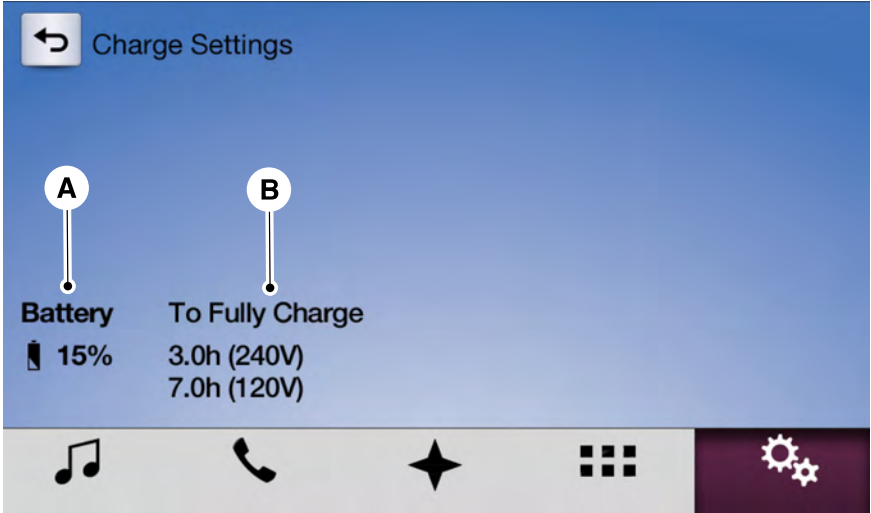 Charge Settings
A
B
Battery
To Fully Charge
15%
3.0h (240V)
7.0h (120V)